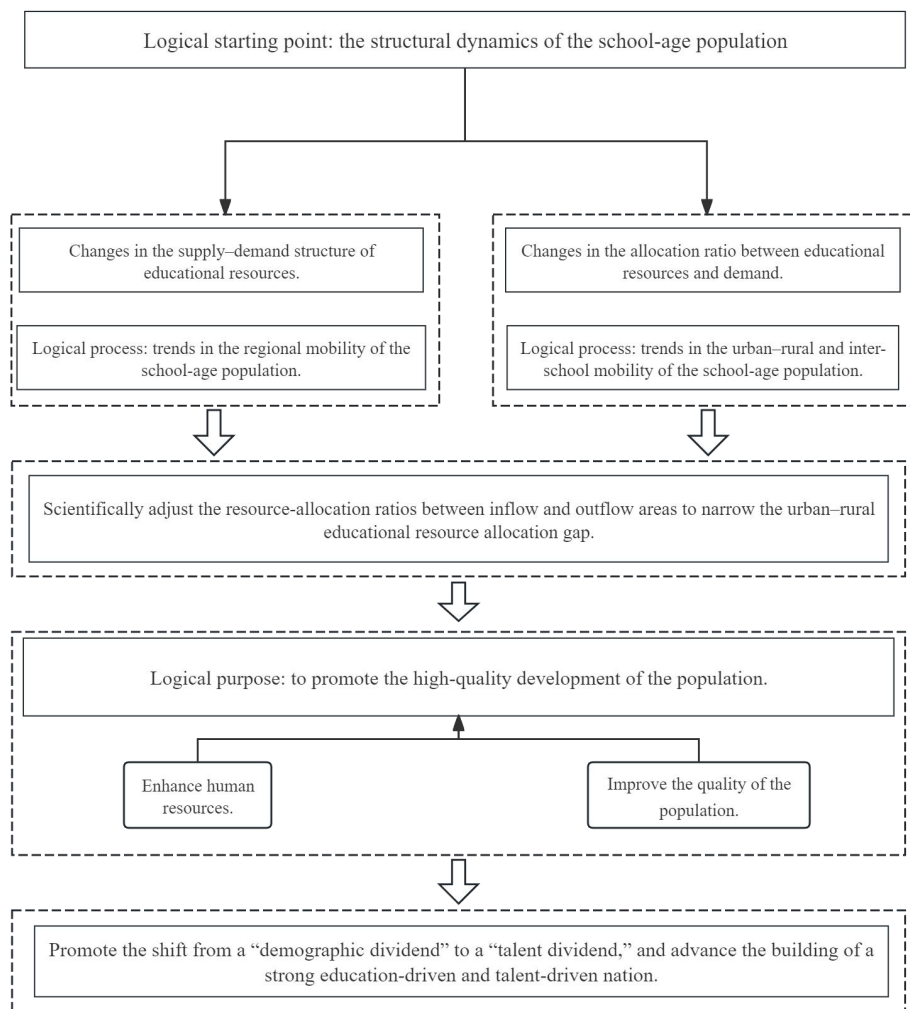 Logical starting point: the structural dynamics of the school-age population
Changes in the supply–demand structure of
educational resources.
Logical process: trends in the regional mobility of the
school-age population.
Changes in the allocation ratio between educational
resources and demand.
Logical process: trends in the urban–rural and inter-
school mobility of the school-age population.
Scientifically adjust the resource-allocation ratios between inflow and outflow areas to narrow the urban–rural
educational resource allocation gap.
Logical purpose: to promote the high-quality development of the population.
Enhance human
resources.
Improve the quality of the
population.
Promote the shift from a “demographic dividend” to a “talent dividend,” and advance the building of a
strong education-driven and talent-driven nation.